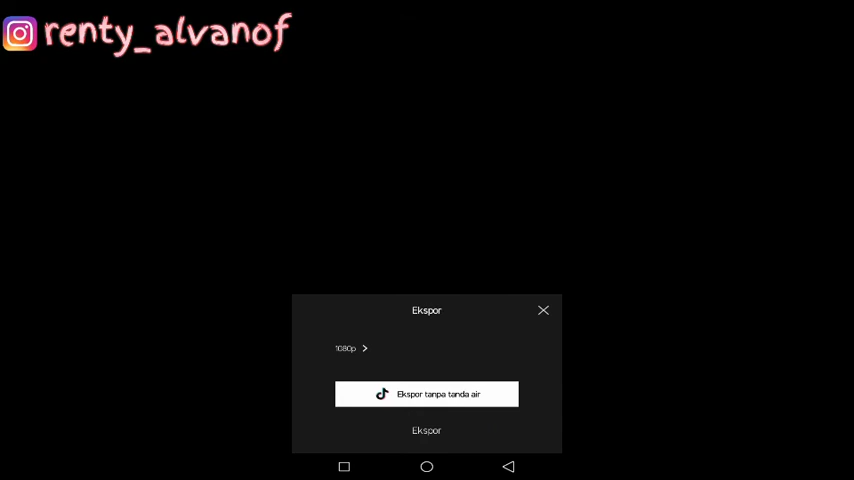 renty_alvanof
Ekspor
1080p
Ekspor tanpa tanda air
Ekspor